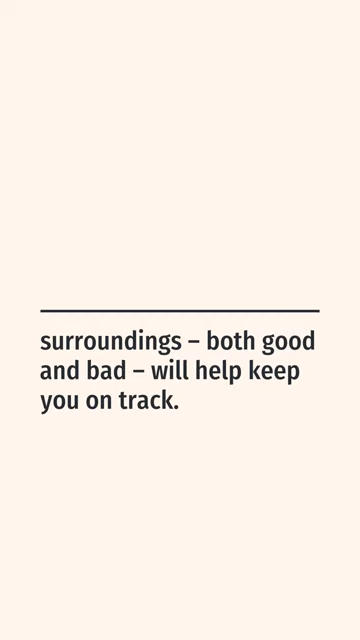 surroundings – both good
and bad – will help keep
you on track.